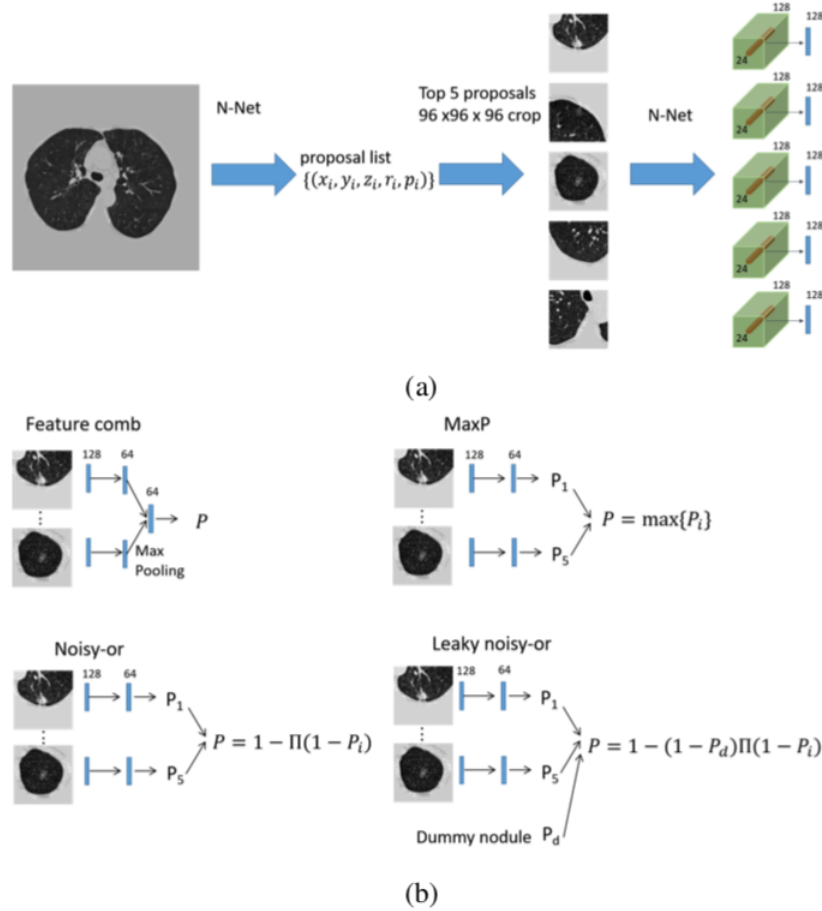 N-Net
proposal list
{(x_i, y_i, z_i, r_i, p_i)}
Top 5 proposals
96 x96 x 96 crop
N-Net
128
128
24
128
128
24
128
128
24
128
128
24
128
128
24
(a)
Feature comb
128
64
64
P
Max
Pooling
MaxP
128
64
P_1
P = max{P_i}
P_5
Noisy-or
128
64
P_1
P = 1 − Π(1 − P_i)
P_5
Leaky noisy-or
128
64
P_1
P = 1 − (1 − P_d)Π(1 − P_i)
P_5
Dummy nodule P_d
(b)